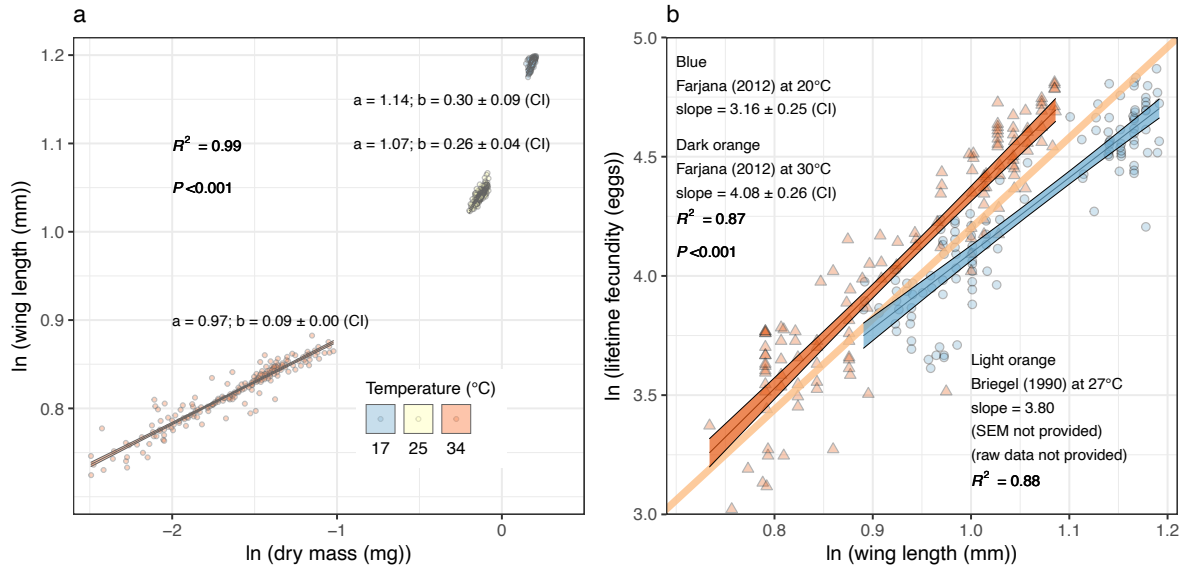 a
1.2
1.1
1.0
0.9
0.8
ln (wing length (mm))
−2
−1
0
ln (dry mass (mg))
a = 1.14; b = 0.30 ± 0.09 (CI)
a = 1.07; b = 0.26 ± 0.04 (CI)
R² = 0.99
P<0.001
a = 0.97; b = 0.09 ± 0.00 (CI)
Temperature (°C)
17 25 34
b
5.0
4.5
4.0
3.5
3.0
ln (lifetime fecundity (eggs))
0.8
0.9
1.0
1.1
1.2
ln (wing length (mm))
Blue
Farjana (2012) at 20°C
slope = 3.16 ± 0.25 (CI)
Dark orange
Farjana (2012) at 30°C
slope = 4.08 ± 0.26 (CI)
R² = 0.87
P<0.001
Light orange
Briegel (1990) at 27°C
slope = 3.80
(SEM not provided)
(raw data not provided)
R² = 0.88